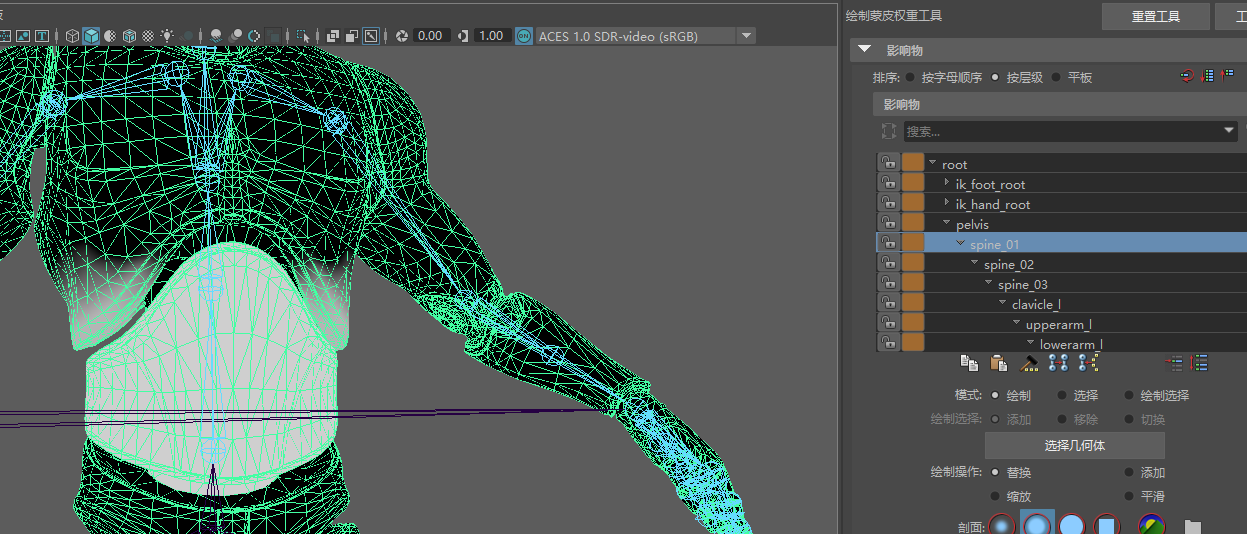 绘制蒙皮权重工具
重置工具
0.00
1.00
ACES 1.0 SDR-video (sRGB)
影响物
排序: 按字母顺序 按层级 平板
影响物
搜索...
root
ik_foot_root
ik_hand_root
pelvis
spine_01
spine_02
spine_03
clavicle_l
upperarm_l
lowerarm_l
模式: 绘制 选择 绘制选择
绘制选择: 添加 移除 切换
选择几何体
绘制操作: 替换 添加
缩放 平滑
剖面: